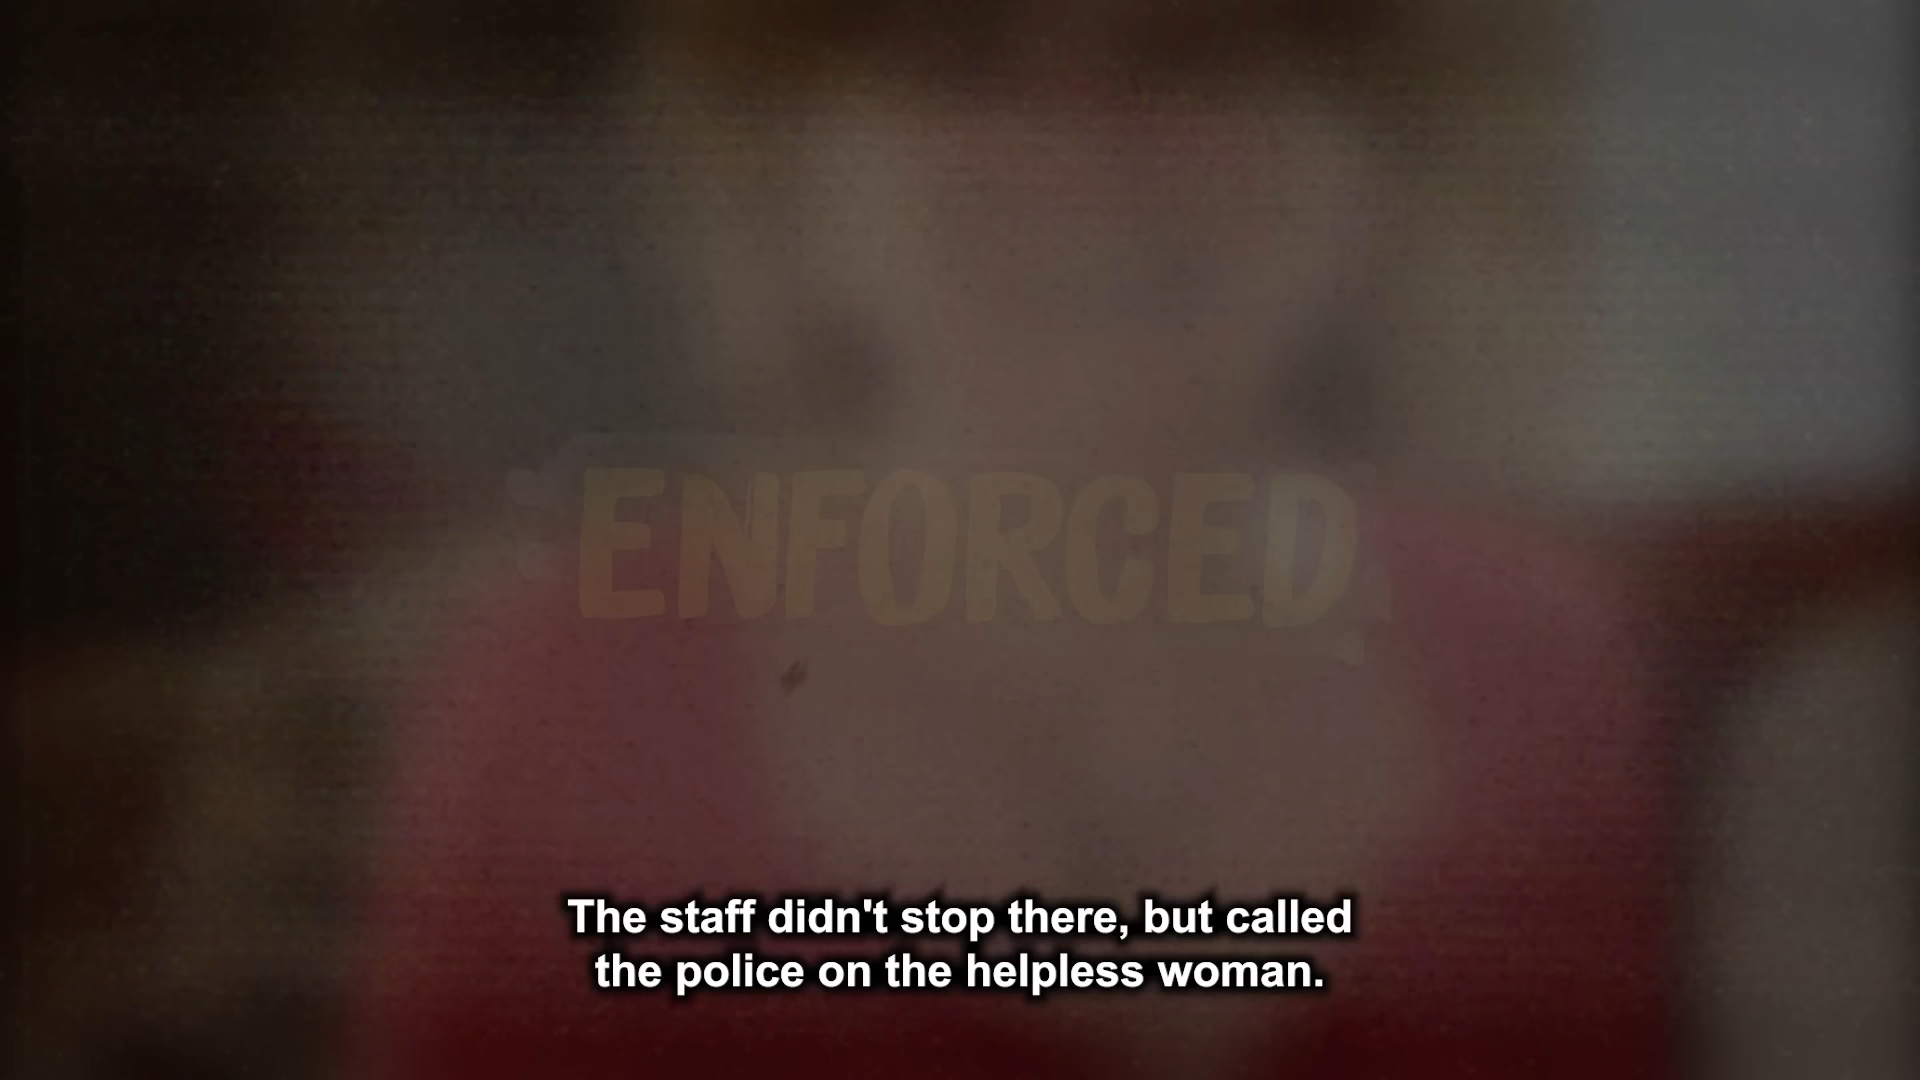 ENFORCED
The staff didn't stop there, but called
the police on the helpless woman.